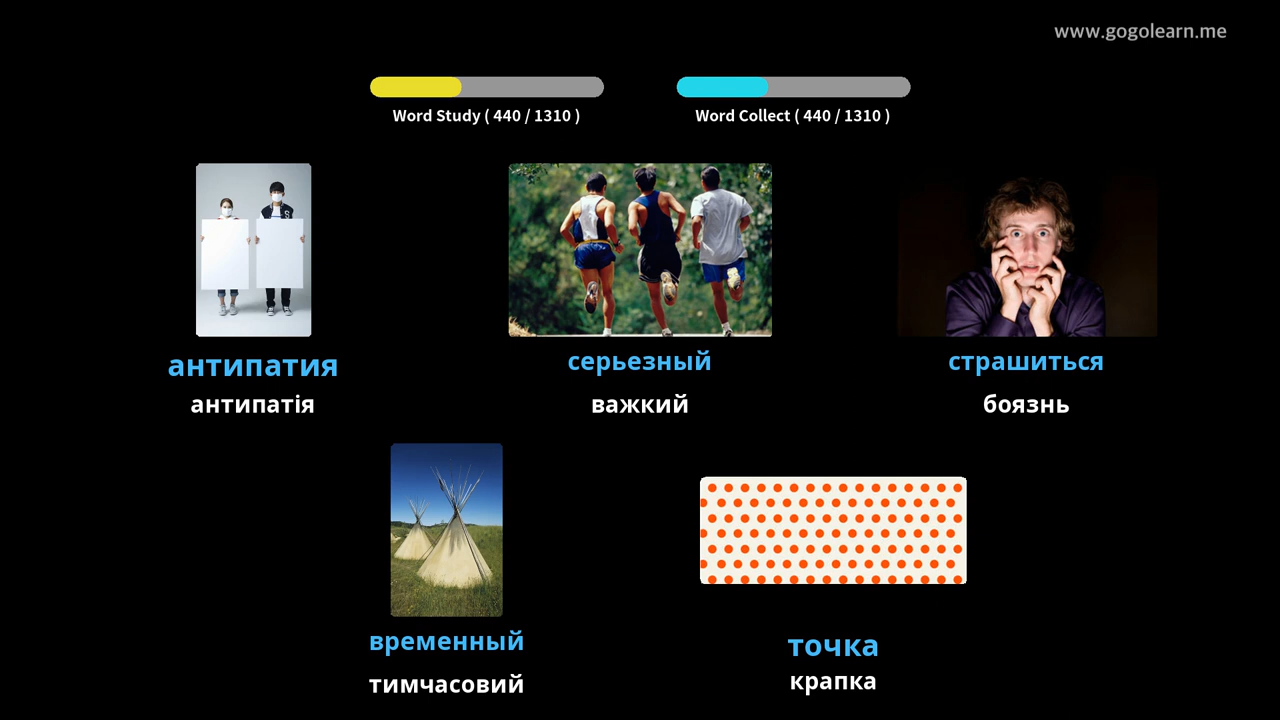 www.gogolearn.me
Word Study ( 440 / 1310 )
Word Collect ( 440 / 1310 )
S
антипатия
серьезный
страшиться
антипатія
важкий
боязнь
временный
точка
тимчасовий
крапка